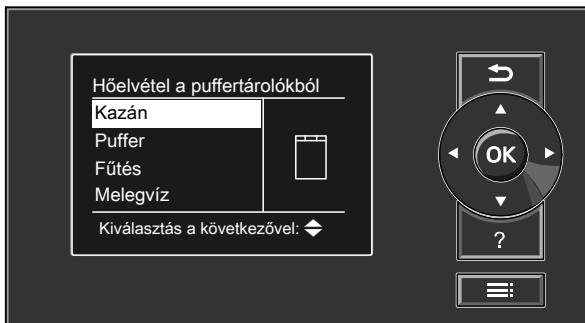 Hőelvétel a puffertárolókból
Kazán
Puffer
Fűtés
Melegvíz
Kiválasztás a következővel:
OK
?